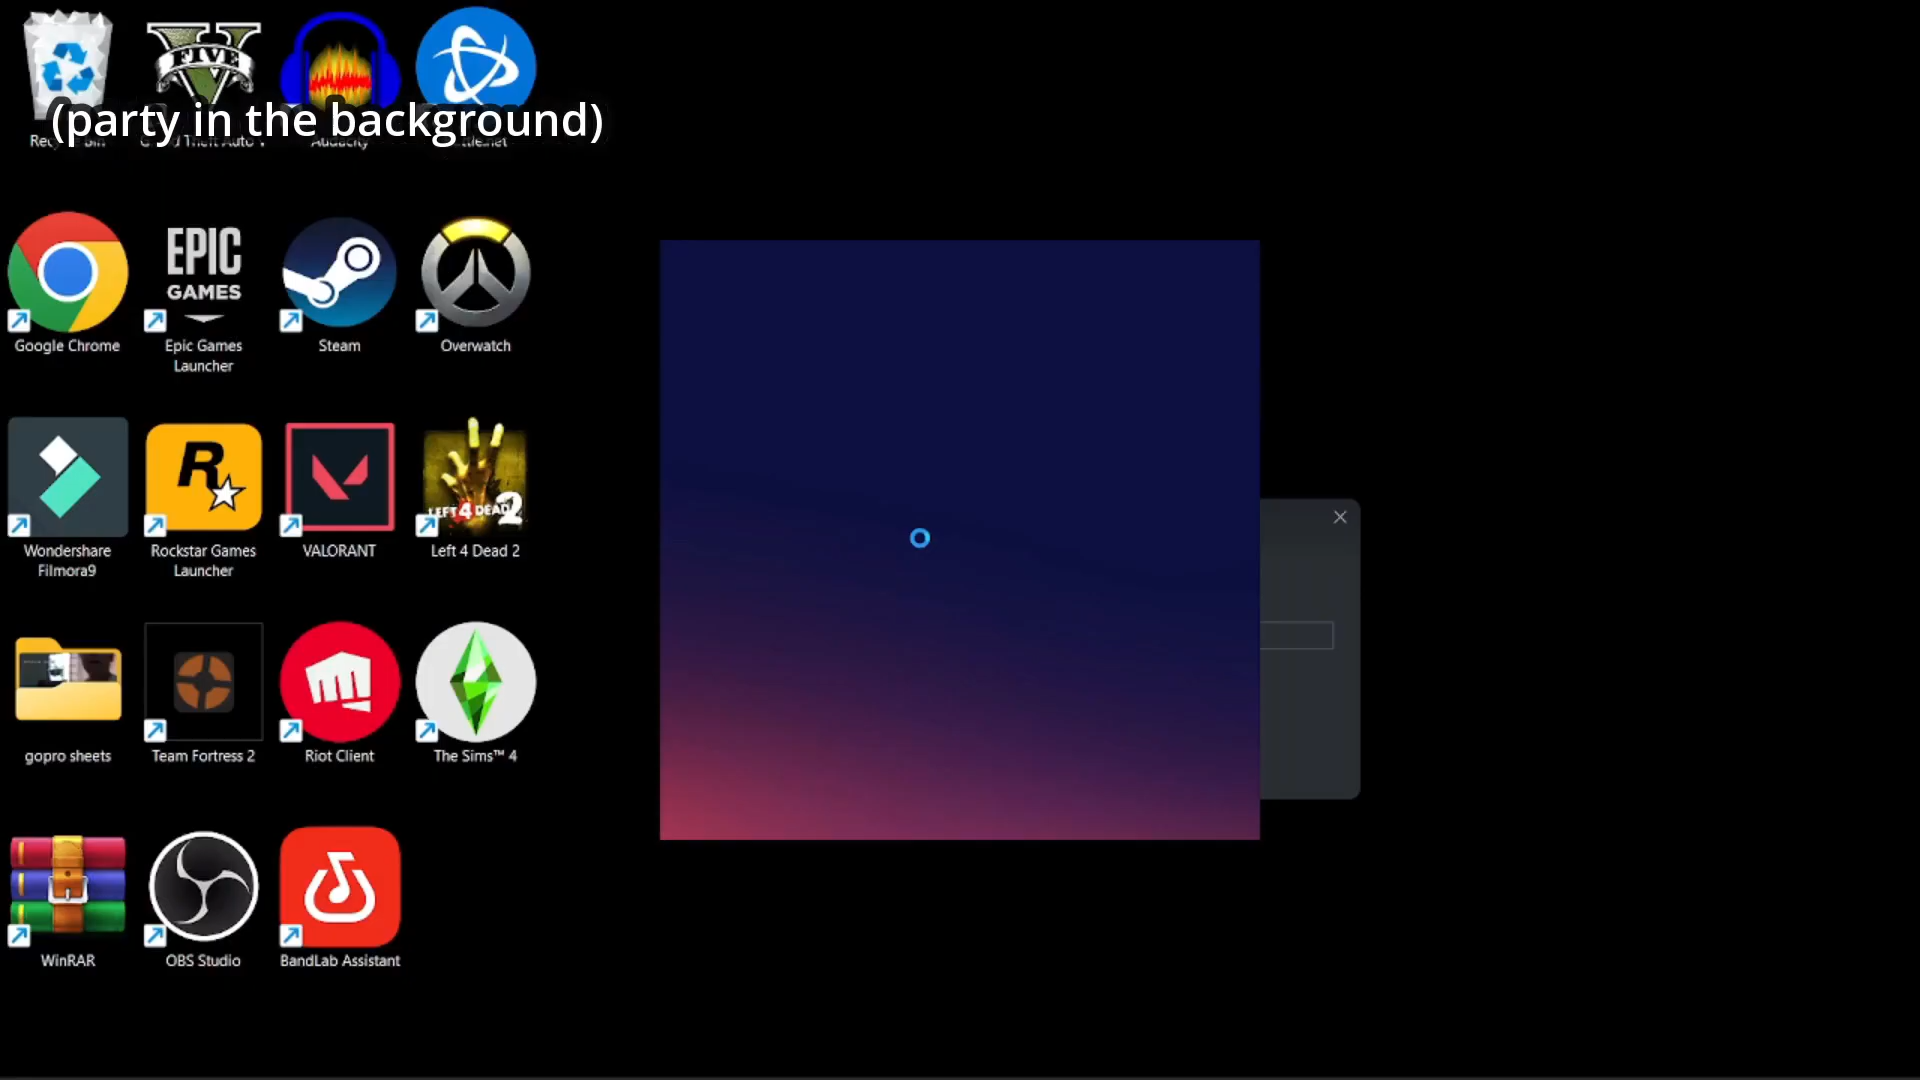 FIVE
(party in the background)
Audacity
EPIC
GAMES
Google Chrome
Epic Games
Launcher
Steam
Overwatch
R
LEFT 4 DEAD 2
Wondershare
Filmora9
Rockstar Games
Launcher
VALORANT
Left 4 Dead 2
gopro sheets
Team Fortress 2
Riot Client
The Sims™ 4
WinRAR
OBS Studio
BandLab Assistant